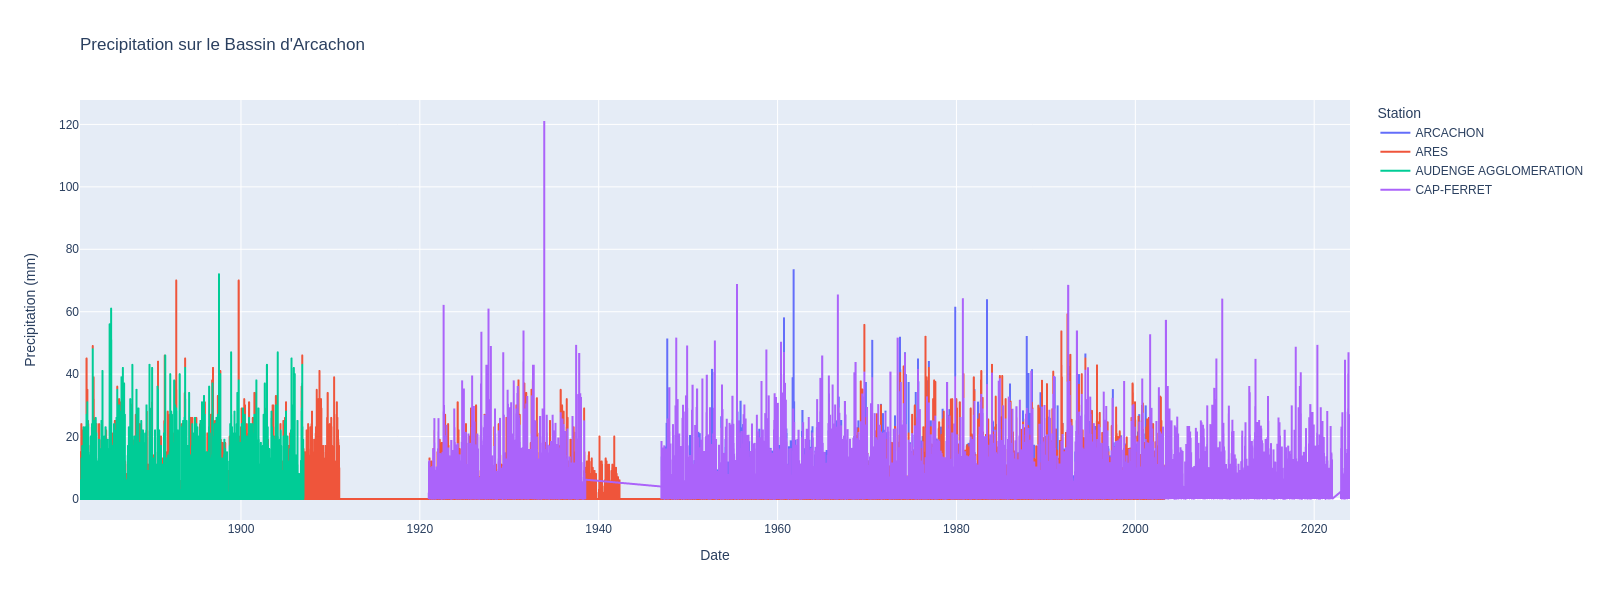 Precipitation sur le Bassin d'Arcachon
Station
ARCACHON
ARES
AUDENGE AGGLOMERATION
CAP-FERRET
Precipitation (mm)
120
100
80
60
40
20
0
1900
1920
1940
1960
1980
2000
2020
Date